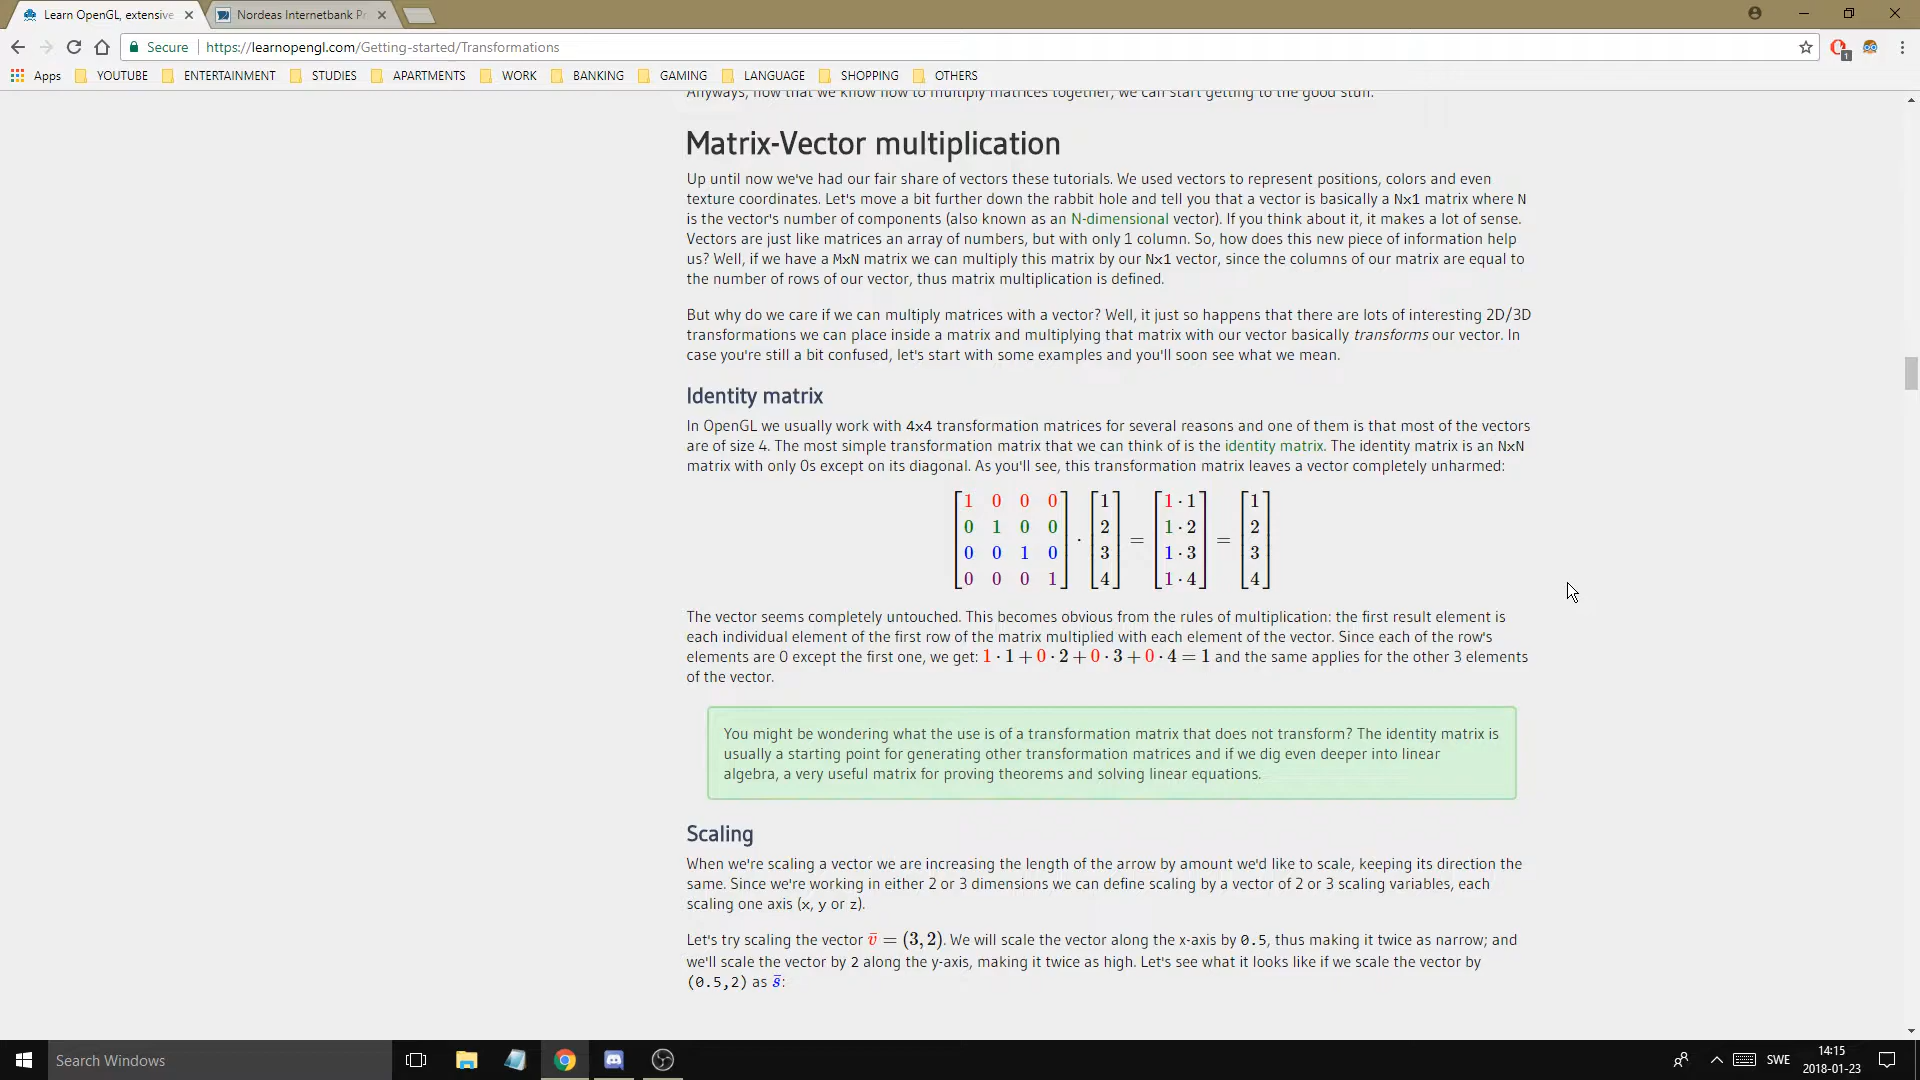 Learn OpenGL, extensive
Nordeas Internetbank Pr
Secure
https://learnopengl.com/Getting-started/Transformations
1
Apps YOUTUBE ENTERTAINMENT STUDIES APARTMENTS WORK BANKING GAMING LANGUAGE SHOPPING OTHERS
Anyways, now that we know how to multiply matrices together, we can start getting to the good stuff.
Matrix-Vector multiplication
Up until now we've had our fair share of vectors these tutorials. We used vectors to represent positions, colors and even
texture coordinates. Let's move a bit further down the rabbit hole and tell you that a vector is basically a Nx1 matrix where N
is the vector's number of components (also known as an N-dimensional vector). If you think about it, it makes a lot of sense.
Vectors are just like matrices an array of numbers, but with only 1 column. So, how does this new piece of information help
us? Well, if we have a MxN matrix we can multiply this matrix by our Nx1 vector, since the columns of our matrix are equal to
the number of rows of our vector, thus matrix multiplication is defined.
But why do we care if we can multiply matrices with a vector? Well, it just so happens that there are lots of interesting 2D/3D
transformations we can place inside a matrix and multiplying that matrix with our vector basically transforms our vector. In
case you're still a bit confused, let's start with some examples and you'll soon see what we mean.
Identity matrix
In OpenGL we usually work with 4x4 transformation matrices for several reasons and one of them is that most of the vectors
are of size 4. The most simple transformation matrix that we can think of is the identity matrix. The identity matrix is an NxN
matrix with only 0s except on its diagonal. As you'll see, this transformation matrix leaves a vector completely unharmed:
1 0 0 0 1 1 · 1 1
0 1 0 0 2 1 · 2 2
· = =
0 0 1 0 3 1 · 3 3
0 0 0 1 4 1 · 4 4
The vector seems completely untouched. This becomes obvious from the rules of multiplication: the first result element is
each individual element of the first row of the matrix multiplied with each element of the vector. Since each of the row's
elements are 0 except the first one, we get: 1 · 1 + 0 · 2 + 0 · 3 + 0 · 4 = 1 and the same applies for the other 3 elements
of the vector.
You might be wondering what the use is of a transformation matrix that does not transform? The identity matrix is
usually a starting point for generating other transformation matrices and if we dig even deeper into linear
algebra, a very useful matrix for proving theorems and solving linear equations.
Scaling
When we're scaling a vector we are increasing the length of the arrow by amount we'd like to scale, keeping its direction the
same. Since we're working in either 2 or 3 dimensions we can define scaling by a vector of 2 or 3 scaling variables, each
scaling one axis (x, y or z).
Let's try scaling the vector v̄ = (3, 2). We will scale the vector along the x-axis by 0.5, thus making it twice as narrow; and
we'll scale the vector by 2 along the y-axis, making it twice as high. Let's see what it looks like if we scale the vector by
(0.5,2) as s̄:
Search Windows
SWE
14:15
2018-01-23